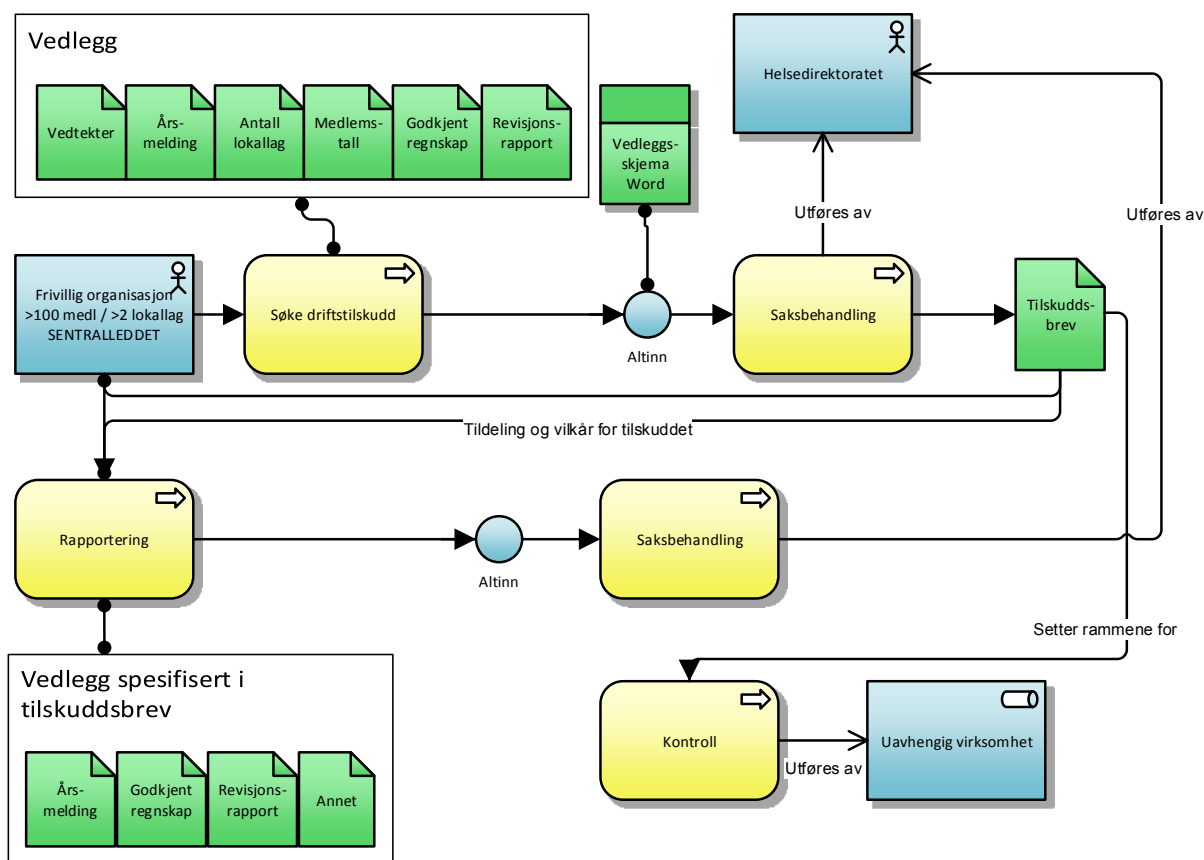 Vedlegg
Vedtekter
Års-
melding
Antall
lokallag
Medlems-
tall
Godkjent
regnskap
Revisjons-
rapport
Vedleggs-
skjema
Word
Helsedirektoratet
Utføres av
Utføres av
Frivillig organisasjon
>100 medl / >2 lokallag
SENTRALLEDDET
Søke driftstilskudd
Altinn
Saksbehandling
Tilskudds-
brev
Tildeling og vilkår for tilskuddet
Rapportering
Altinn
Saksbehandling
Setter rammene for
Vedlegg spesifisert i
tilskuddsbrev
Års-
melding
Godkjent
regnskap
Revisjons-
rapport
Annet
Kontroll
Utføres av
Uavhengig virksomhet